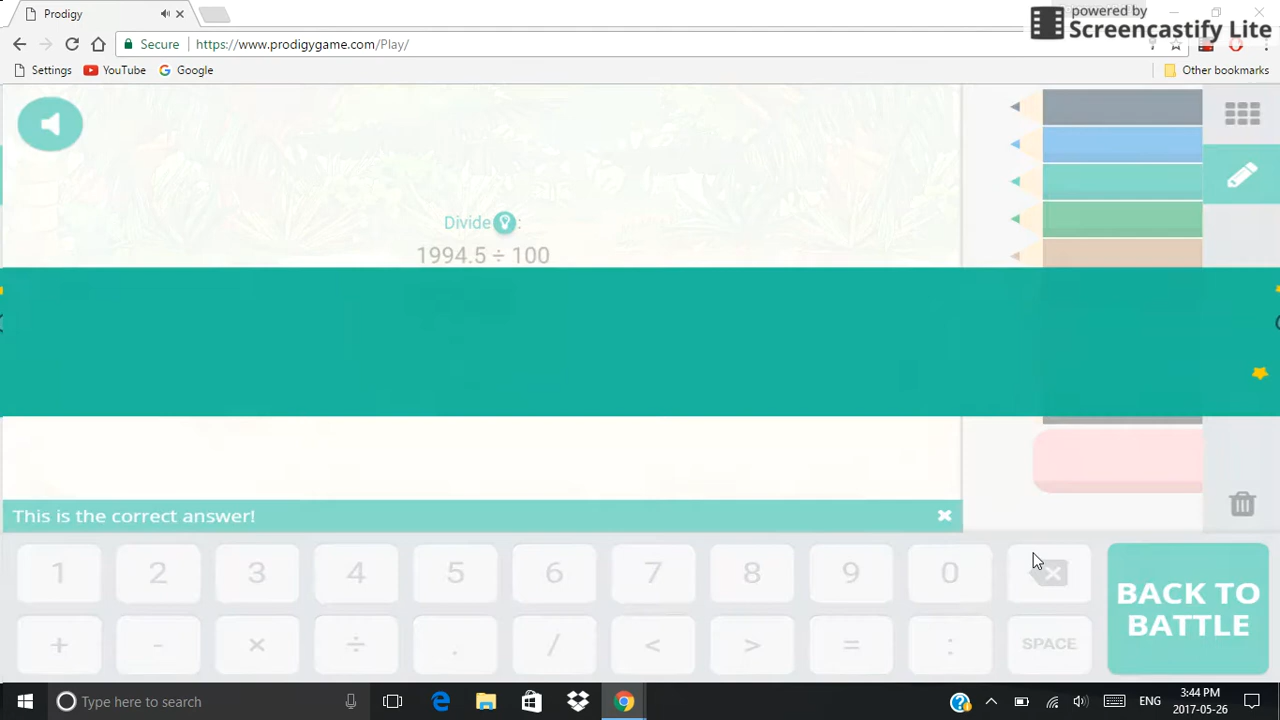 Prodigy
powered by
Screencastify Lite
Secure https://www.prodigygame.com/Play/
Settings YouTube Google Other bookmarks
Divide :
1994.5 ÷ 100
This is the correct answer!
1 2 3 4 5 6 7 8 9 0
+ - × ÷ . / < > = : SPACE
BACK TO
BATTLE
Type here to search
ENG
3:44 PM
2017-05-26